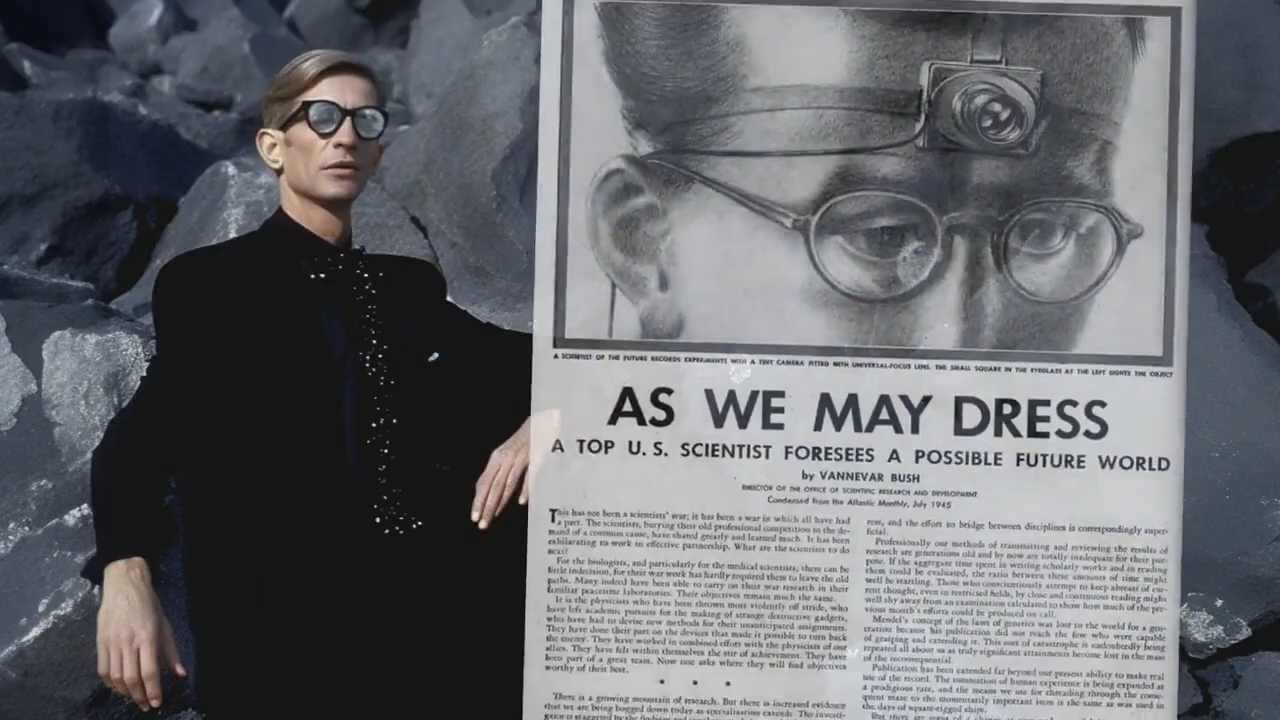 A SCIENTIST OF THE FUTURE RECORDS EXPERIMENTS WITH A TINY CAMERA FITTED WITH UNIVERSAL-FOCUS LENS. THE SMALL SQUARE IN THE EYEGLASS AT THE LEFT SIGHTS THE OBJECT
AS WE MAY DRESS
A TOP U.S. SCIENTIST FORESEES A POSSIBLE FUTURE WORLD
by VANNEVAR BUSH
DIRECTOR OF THE OFFICE OF SCIENTIFIC RESEARCH AND DEVELOPMENT
Condensed from the Atlantic Monthly, July 1945
This has not been a scientists' war; it has been a war in which all have had
a part. The scientists, burying their old professional competition in the de-
mand of a common cause, have shared greatly and learned much. It has been
exhilarating to work in effective partnership. What are the scientists to do
next?
For the biologists, and particularly for the medical scientists, there can be
little indecision, for their war work has hardly required them to leave the old
paths. Many indeed have been able to carry on their war research in their
familiar peacetime laboratories. Their objectives remain much the same.
It is the physicists who have been thrown most violently off stride, who
have left academic pursuits for the making of strange destructive gadgets,
who have had to devise new methods for their unanticipated assignments.
They have done their part on the devices that made it possible to turn back
the enemy. They have worked in combined effort with the physicists of our
allies. They have felt within themselves the stir of achievement. They have
been part of a great team. Now one asks where they will find objectives
worthy of their best.
There is a growing mountain of research. But there is increased evidence
that we are being bogged down today as specialization extends. The investi-
gator is staggered by the findings and
rest, and the effort to bridge between disciplines is correspondingly super-
ficial.
Professionally our methods of transmitting and reviewing the results of
research are generations old and by now are totally inadequate for their pur-
pose. If the aggregate time spent in writing scholarly works and in reading
them could be evaluated, the ratio between these amounts of time might
well be startling. Those who conscientiously attempt to keep abreast of cur-
rent thought, even in restricted fields, by close and continuous reading might
well shy away from an examination calculated to show how much of the pre-
vious month's efforts could be produced on call.
Mendel's concept of the laws of genetics was lost to the world for a gen-
eration because his publication did not reach the few who were capable
of grasping and extending it. This sort of catastrophe is undoubtedly being
repeated all about us as truly significant attainments become lost in the mass
of the inconsequential.
Publication has been extended far beyond our present ability to make real
use of the record. The summation of human experience is being expanded at
a prodigious rate, and the means we use for threading through the conse-
quent maze to the momentarily important item is the same as was used in
the days of square-rigged ships.
But there are signs of a change